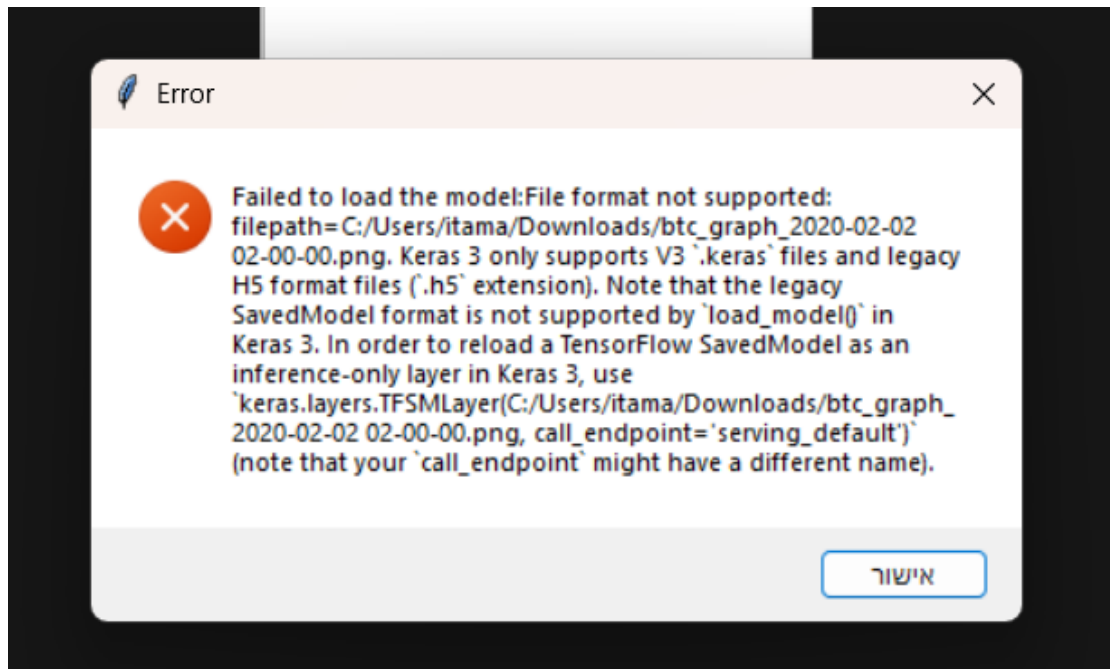 Error
Failed to load the model:File format not supported:
filepath=C:/Users/itama/Downloads/btc_graph_2020-02-02
02-00-00.png. Keras 3 only supports V3 `.keras` files and legacy
H5 format files (`.h5` extension). Note that the legacy
SavedModel format is not supported by `load_model()` in
Keras 3. In order to reload a TensorFlow SavedModel as an
inference-only layer in Keras 3, use
`keras.layers.TFSMLayer(C:/Users/itama/Downloads/btc_graph_
2020-02-02 02-00-00.png, call_endpoint='serving_default')`
(note that your `call_endpoint` might have a different name).
אישור